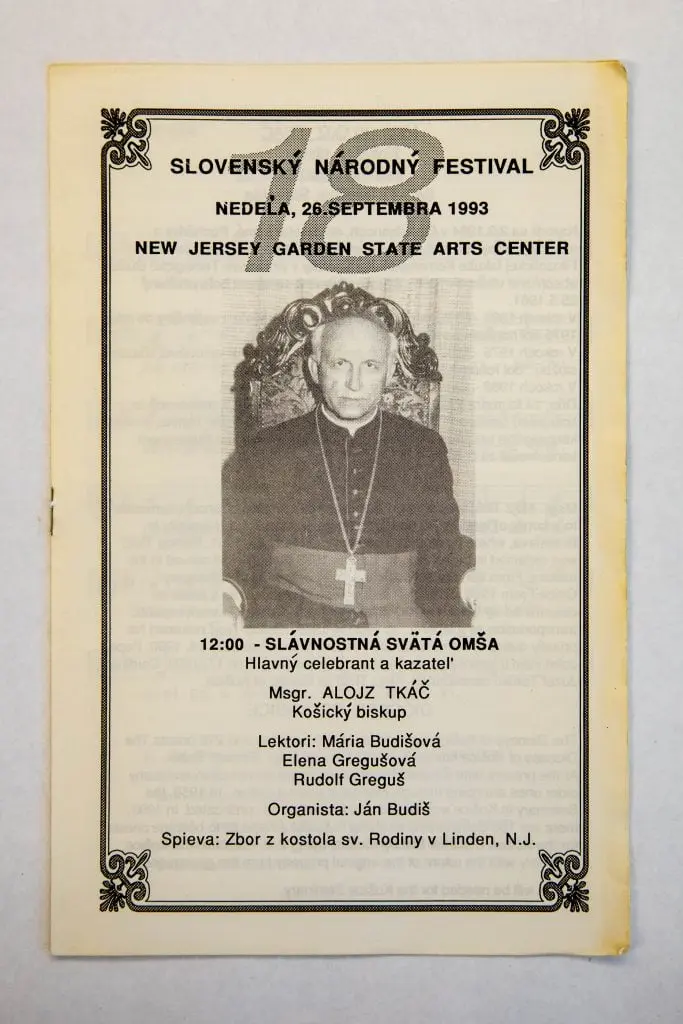 18
SLOVENSKÝ NÁRODNÝ FESTIVAL
NEDEĽA, 26.SEPTEMBRA 1993
NEW JERSEY GARDEN STATE ARTS CENTER
12:00 - SLÁVNOSTNÁ SVÄTÁ OMŠA
Hlavný celebrant a kazatel'
Msgr. ALOJZ TKÁČ
Košický biskup
Lektori: Mária Budišová
Elena Gregušová
Rudolf Greguš
Organista: Ján Budiš
Spieva: Zbor z kostola sv. Rodiny v Linden, N.J.